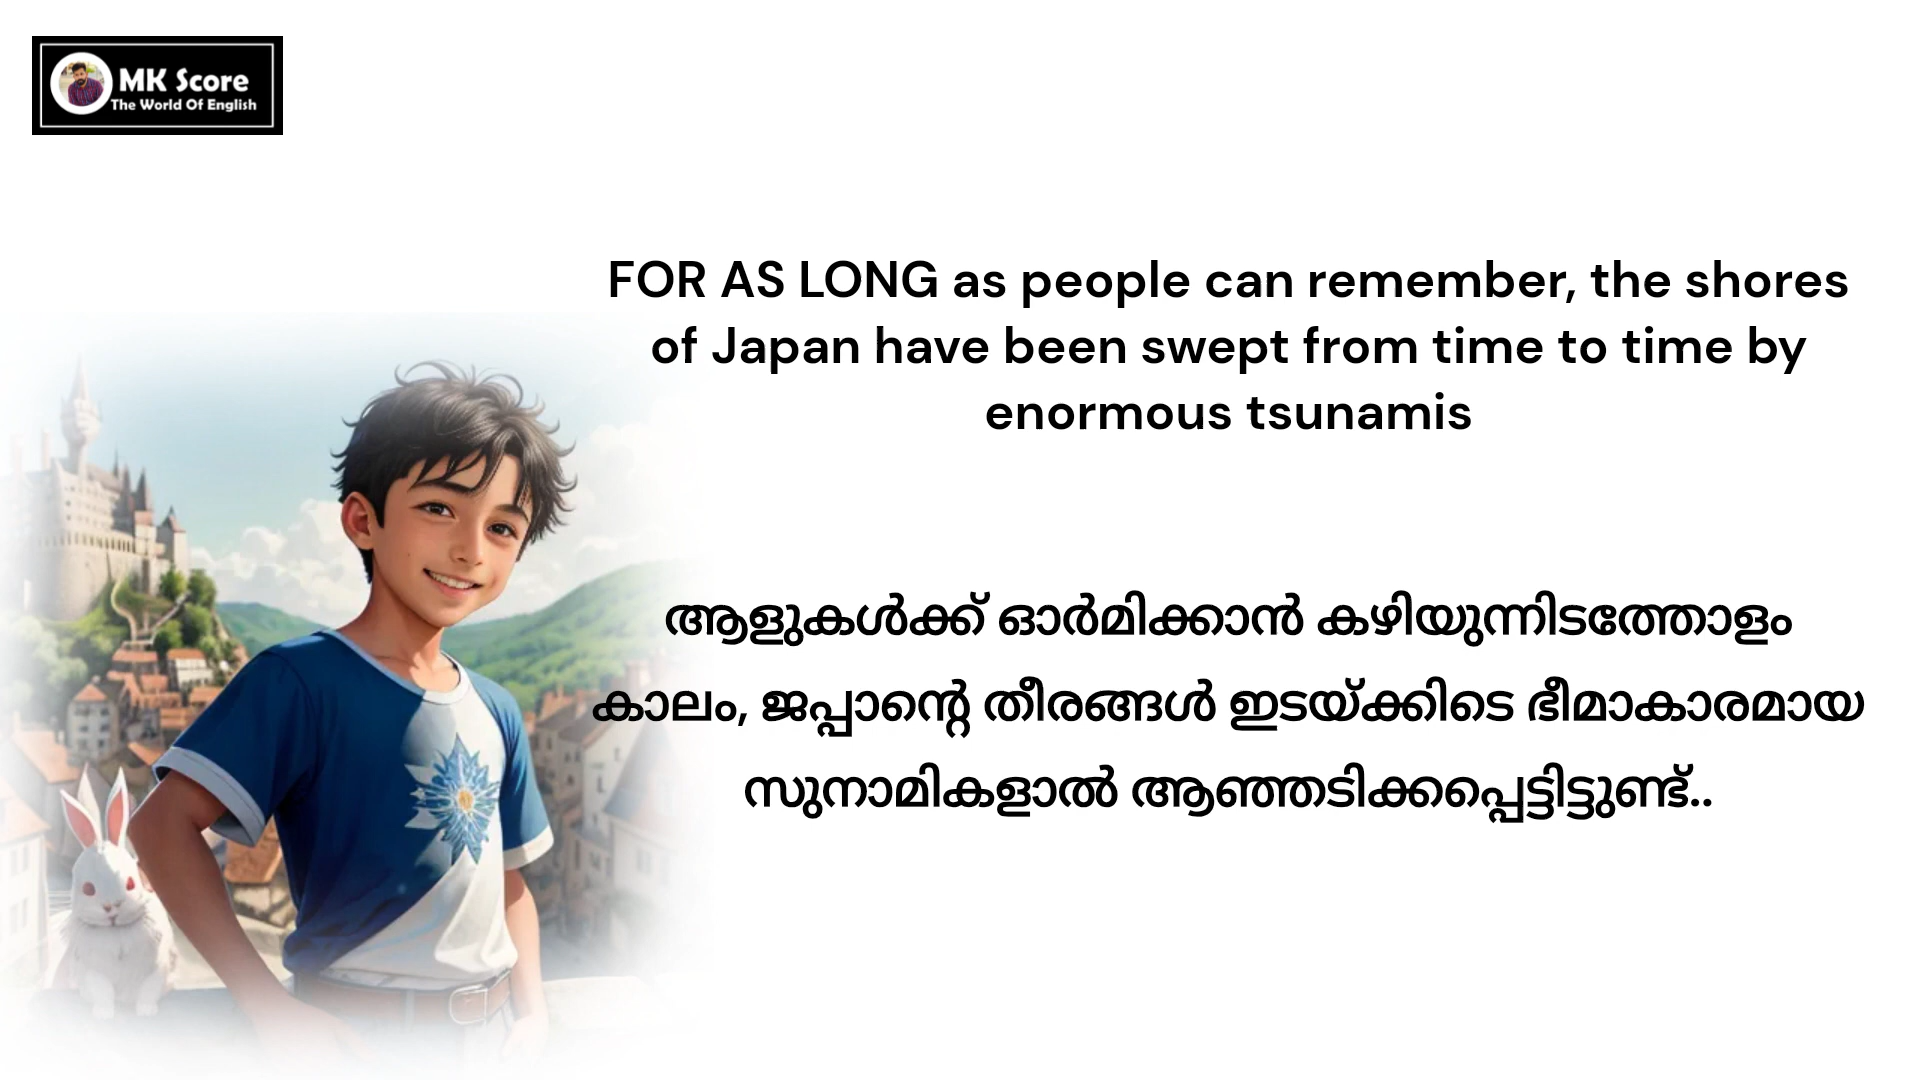 MK Score
The World Of English
FOR AS LONG as people can remember, the shores
of Japan have been swept from time to time by
enormous tsunamis
ആളുകൾക്ക് ഓർമിക്കാൻ കഴിയുന്നിടത്തോളം
കാലം, ജപ്പാന്റെ തീരങ്ങൾ ഇടയ്ക്കിടെ ഭീമാകാരമായ
സുനാമികളാൽ ആഞ്ഞടിക്കപ്പെട്ടിട്ടുണ്ട്..